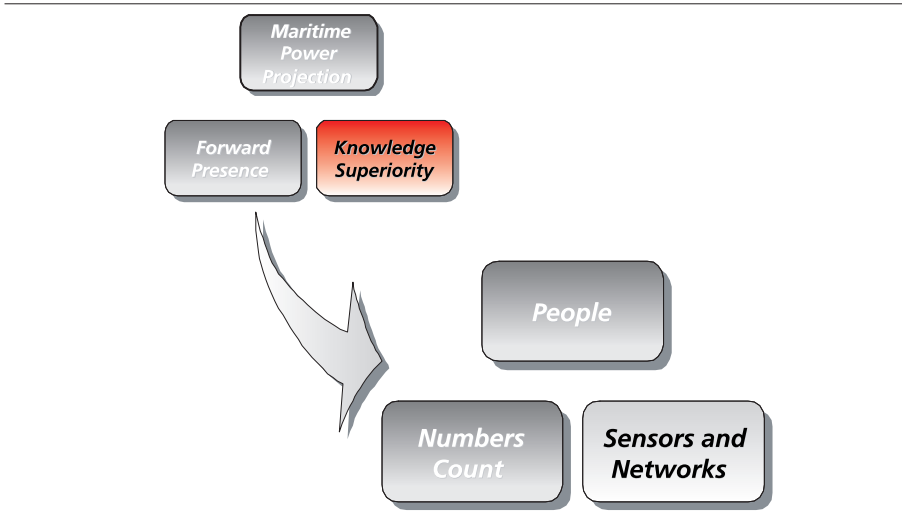 Maritime
Power
Projection
Forward
Presence
Knowledge
Superiority
People
Numbers
Count
Sensors and
Networks